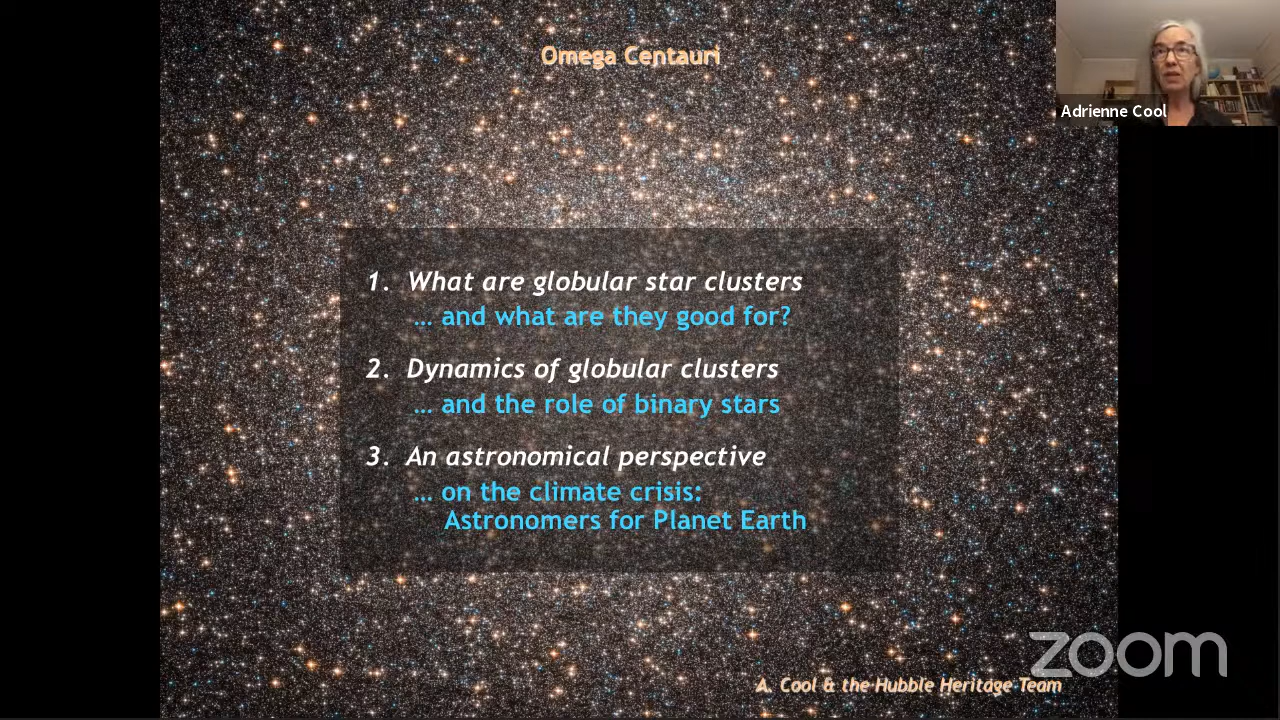 Omega Centauri
Adrienne Cool
1. What are globular star clusters
... and what are they good for?
2. Dynamics of globular clusters
... and the role of binary stars
3. An astronomical perspective
... on the climate crisis:
Astronomers for Planet Earth
zoom
A. Cool & the Hubble Heritage Team